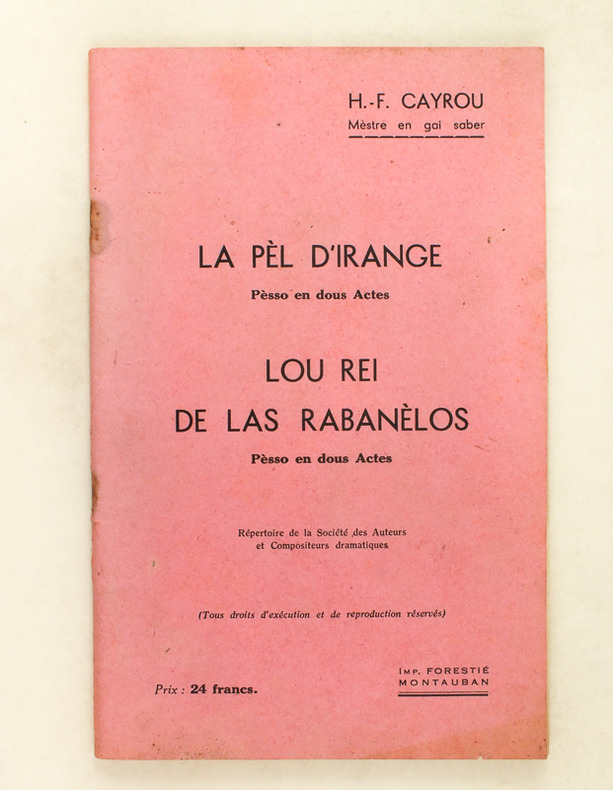 H.-F. CAYROU
Mèstre en gai saber
LA PÈL D'IRANGE
Pèsso en dous Actes
LOU REI
DE LAS RABANÈLOS
Pèsso en dous Actes
Répertoire de la Société des Auteurs
et Compositeurs dramatiques
(Tous droits d'exécution et de reproduction réservés)
Prix : 24 francs.
IMP. FORESTIÉ
MONTAUBAN